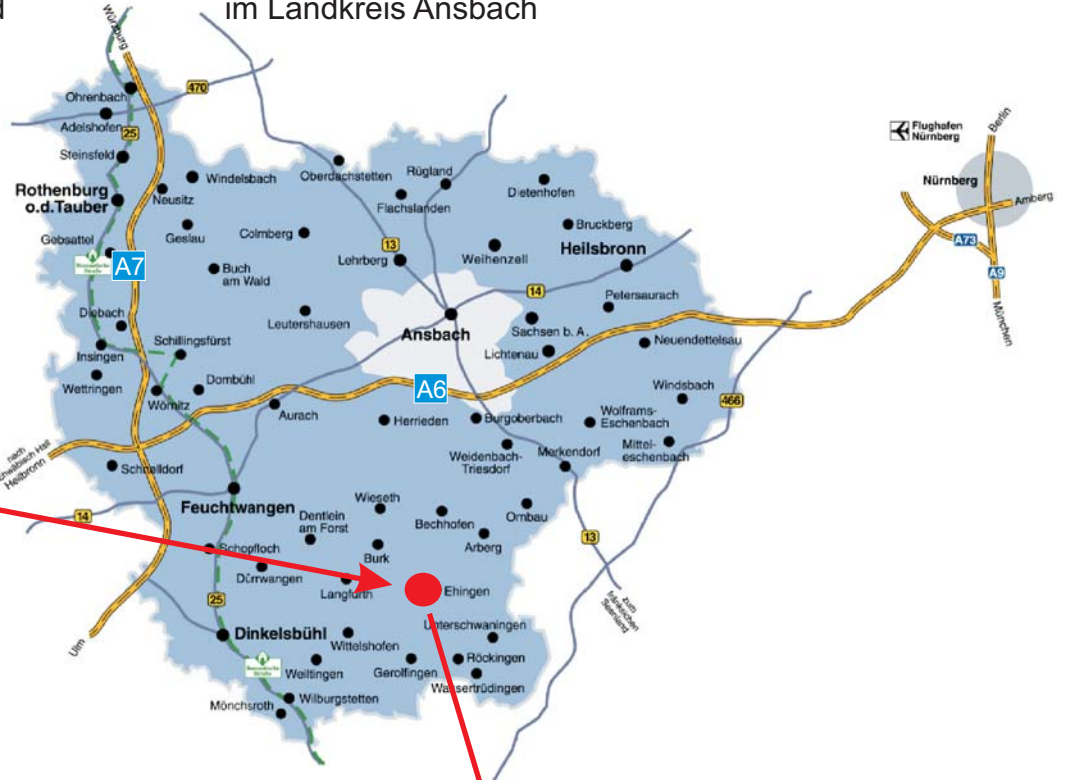 im Landkreis Ansbach
Würzburg
470
Ohrenbach
Adelshofen
25
Steinsfeld
Rothenburg
o.d.Tauber
Windelsbach
Neusitz
Oberdachstetten
Rügland
Flachslanden
Dietenhofen
Flughafen
Nürnberg
Berlin
Nürnberg
Amberg
A73
A9
München
Gebsattel
A7
Geslau
Colmberg
13
Lehrberg
Weihenzell
Bruckberg
Heilsbronn
Buch
am Wald
14
Petersaurach
Diebach
Leutershausen
Ansbach
Sachsen b. A.
Insingen
Schillingsfürst
Lichtenau
Neuendettelsau
Wettringen
Dombühl
A6
Windsbach
466
Wörnitz
Aurach
Herrieden
Burgoberbach
Wolframs-
Eschenbach
nach
Schwäbisch Hall
Heilbronn
Schnelldorf
Weidenbach-
Triesdorf
Merkendorf
Mittel-
eschenbach
14
Feuchtwangen
Wieseth
Dentlein
am Forst
Bechhofen
Ornbau
Schopfloch
Burk
Arberg
13
Dürrwangen
Langfurth
Ehingen
25
zum
fränkischen
Seenland
Ulm
Dinkelsbühl
Unterschwaningen
Wittelshofen
Weiltingen
Gerolfingen
Röckingen
Wassertrüdingen
Mönchsroth
Wilburgstetten